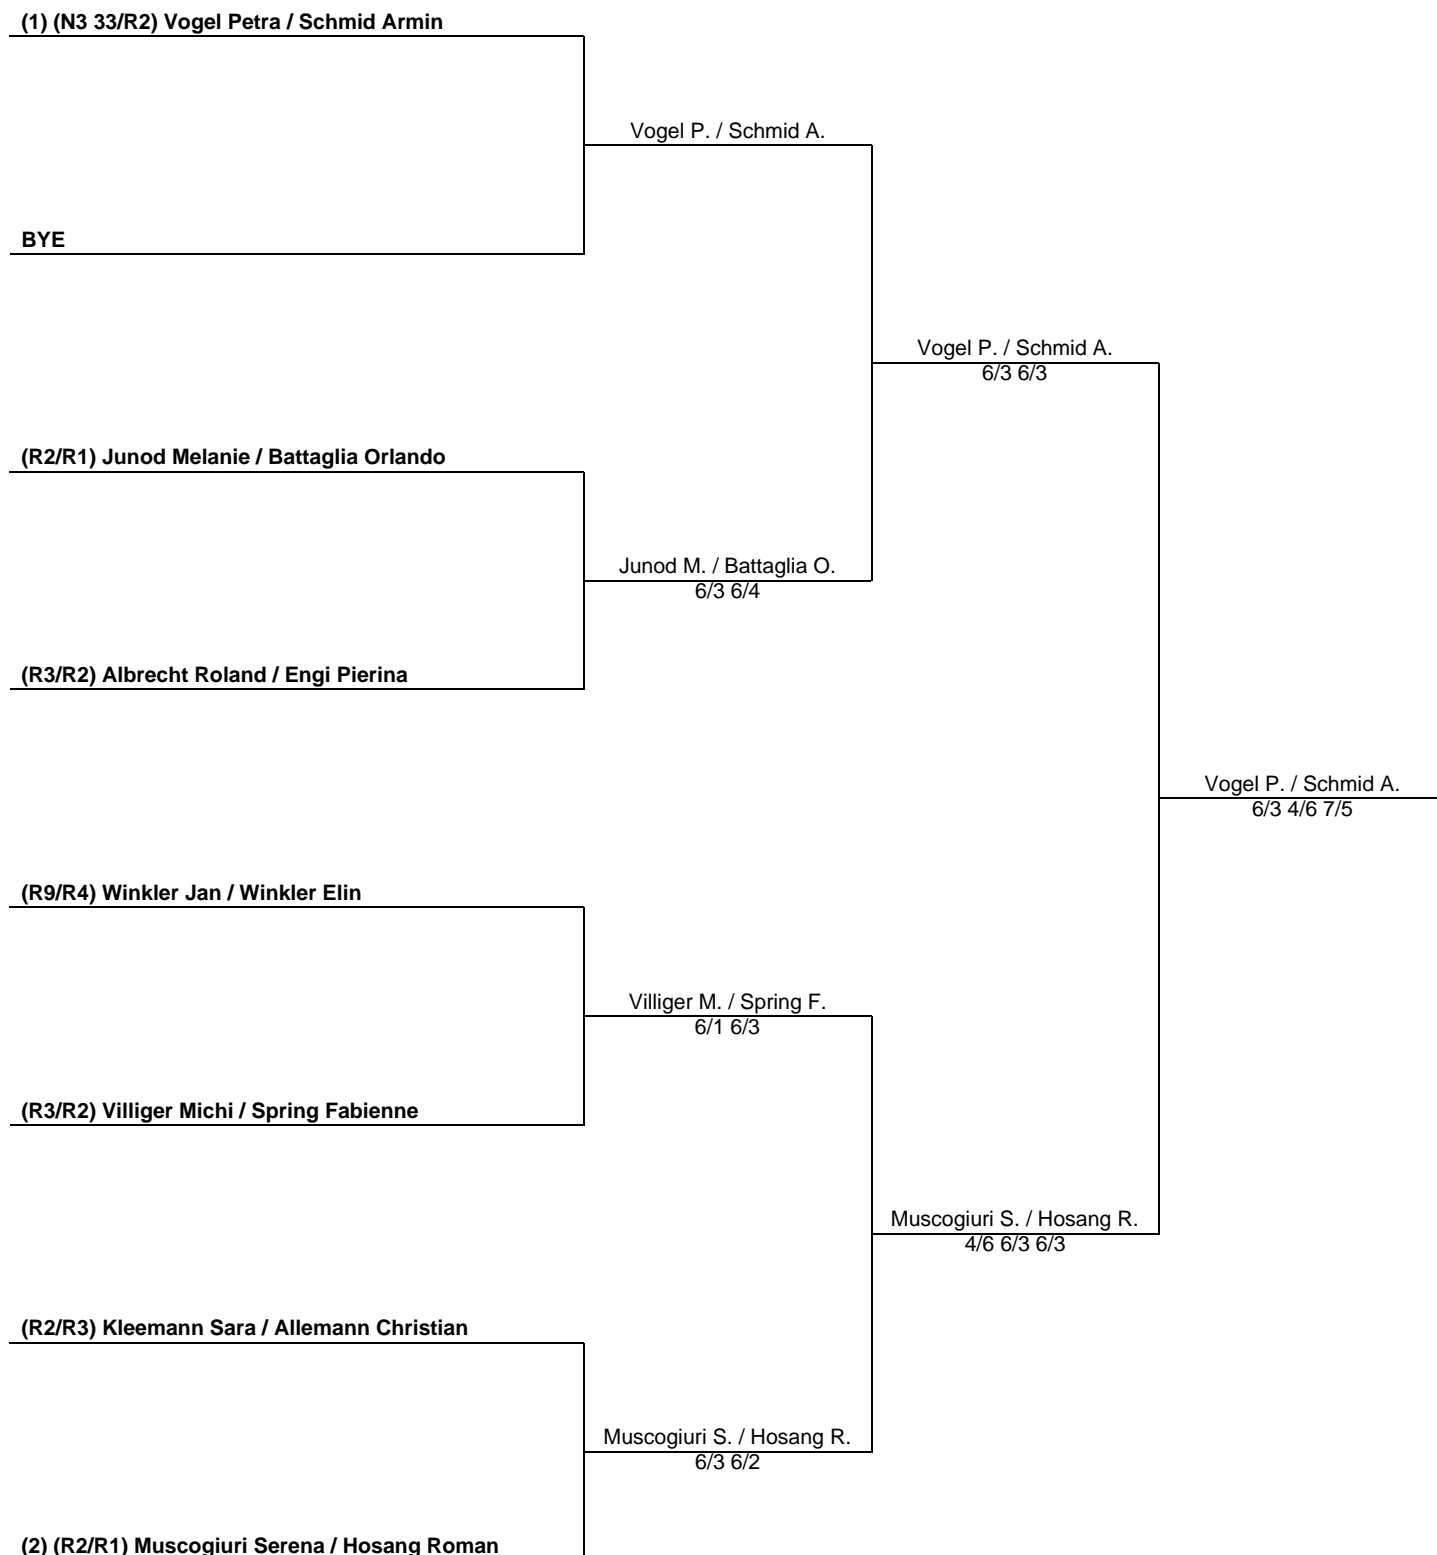 (1) (N3 33/R2) Vogel Petra / Schmid Armin
Vogel P. / Schmid A.
BYE
Vogel P. / Schmid A.
6/3 6/3
(R2/R1) Junod Melanie / Battaglia Orlando
Junod M. / Battaglia O.
6/3 6/4
(R3/R2) Albrecht Roland / Engi Pierina
Vogel P. / Schmid A.
6/3 4/6 7/5
(R9/R4) Winkler Jan / Winkler Elin
Villiger M. / Spring F.
6/1 6/3
(R3/R2) Villiger Michi / Spring Fabienne
Muscogiuri S. / Hosang R.
4/6 6/3 6/3
(R2/R3) Kleemann Sara / Allemann Christian
Muscogiuri S. / Hosang R.
6/3 6/2
(2) (R2/R1) Muscogiuri Serena / Hosang Roman